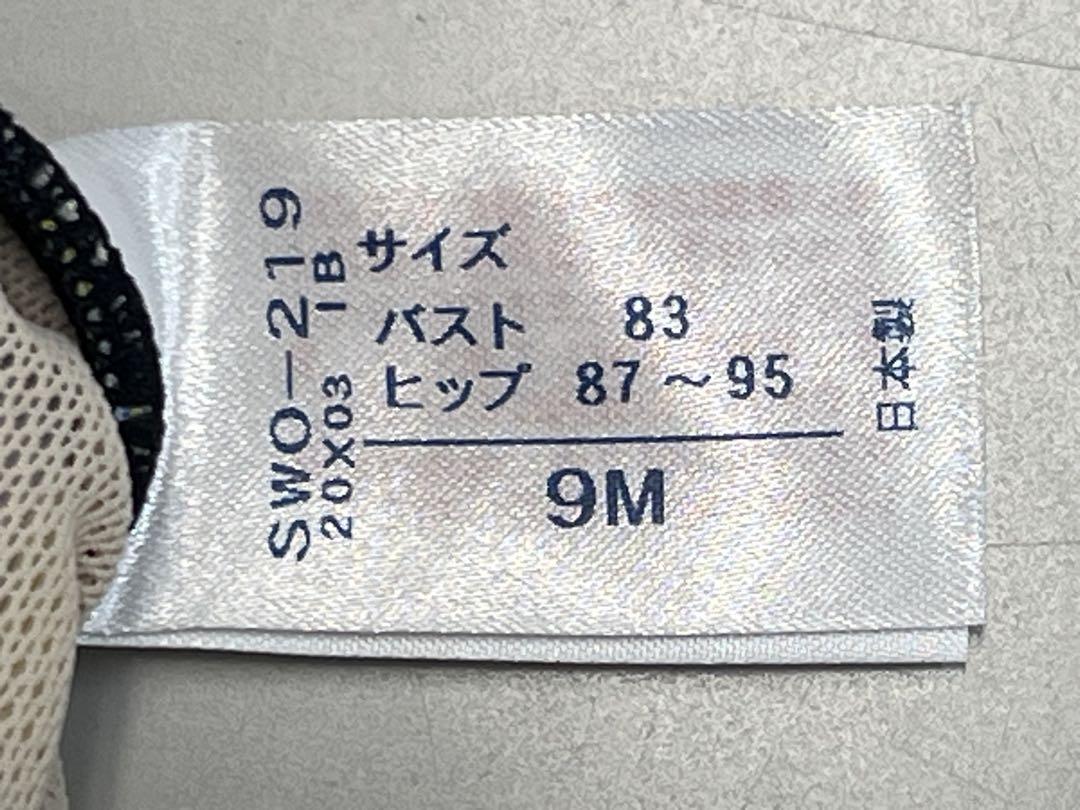 サイズ
バスト 83
ヒップ 87～95
9M
SWO-219
20X03 IB
日本製